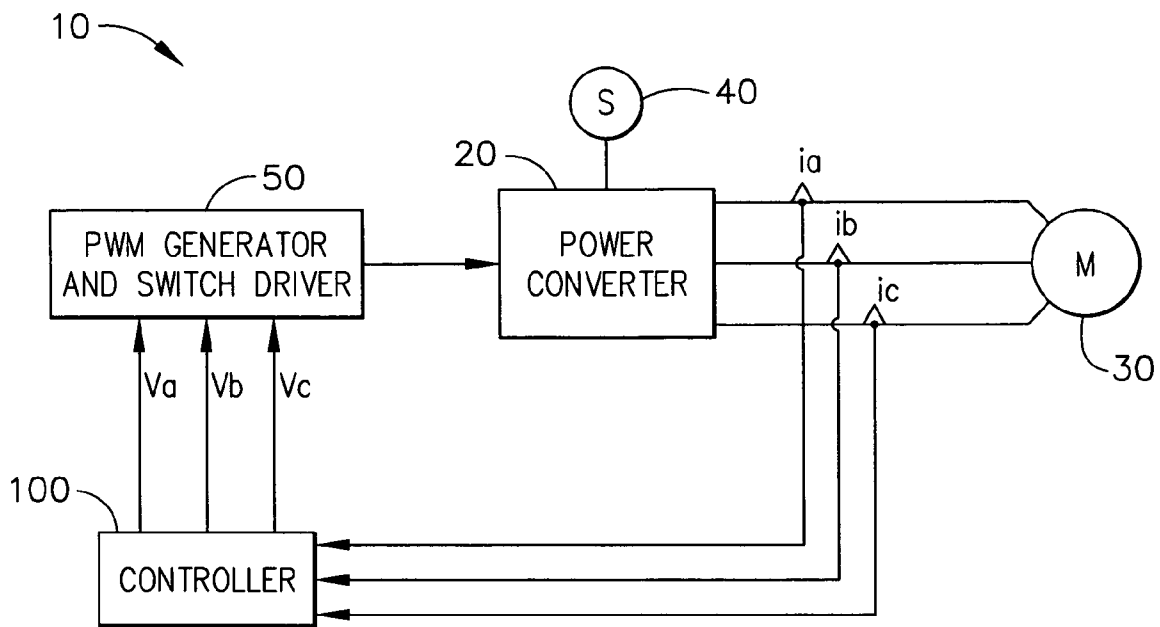 10
S
40
20
ia
50
ib
PWM GENERATOR
AND SWITCH DRIVER
POWER
CONVERTER
M
ic
30
Va
Vb
Vc
100
CONTROLLER